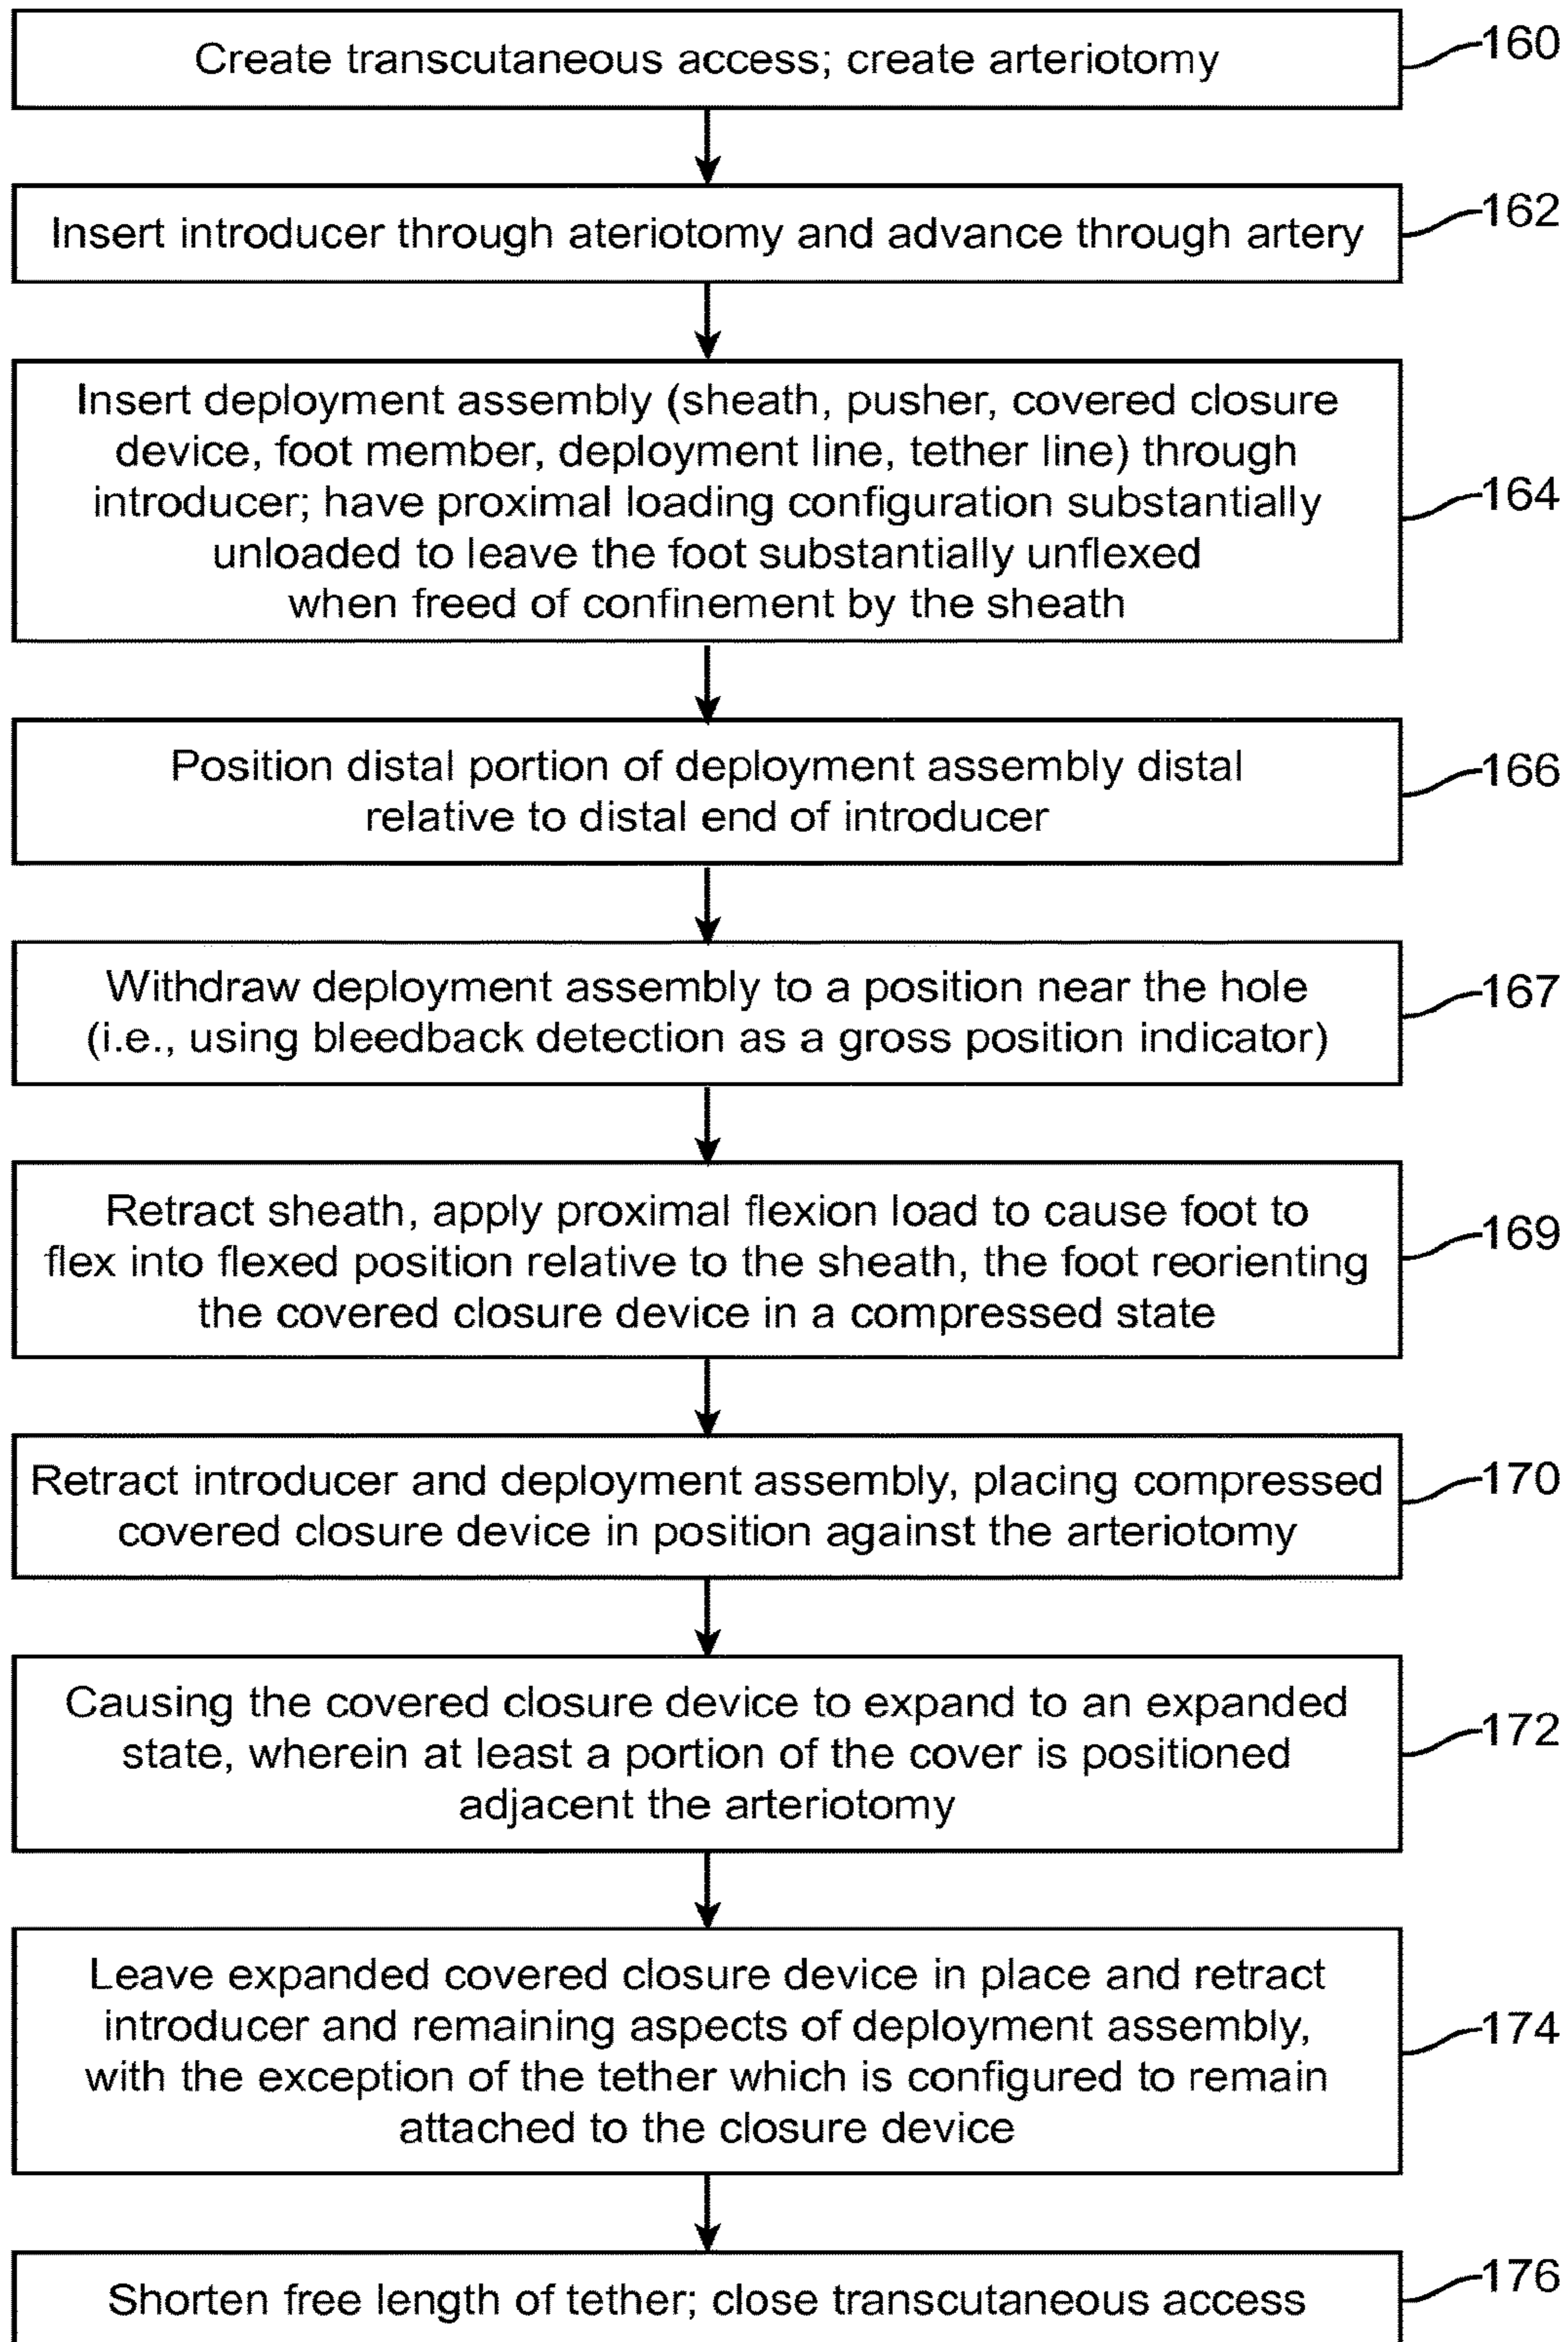 Create transcutaneous access; create arteriotomy
160
Insert introducer through ateriotomy and advance through artery
162
Insert deployment assembly (sheath, pusher, covered closure
device, foot member, deployment line, tether line) through
introducer; have proximal loading configuration substantially
unloaded to leave the foot substantially unflexed
when freed of confinement by the sheath
164
Position distal portion of deployment assembly distal
relative to distal end of introducer
166
Withdraw deployment assembly to a position near the hole
(i.e., using bleedback detection as a gross position indicator)
167
Retract sheath, apply proximal flexion load to cause foot to
flex into flexed position relative to the sheath, the foot reorienting
the covered closure device in a compressed state
169
Retract introducer and deployment assembly, placing compressed
covered closure device in position against the arteriotomy
170
Causing the covered closure device to expand to an expanded
state, wherein at least a portion of the cover is positioned
adjacent the arteriotomy
172
Leave expanded covered closure device in place and retract
introducer and remaining aspects of deployment assembly,
with the exception of the tether which is configured to remain
attached to the closure device
174
Shorten free length of tether; close transcutaneous access
176